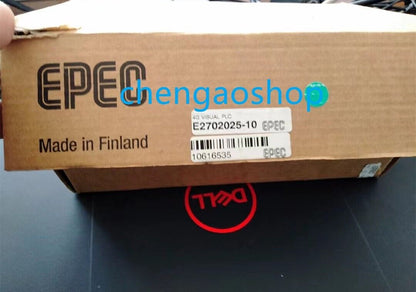 EPEC
chengaoshop
4G VISUAL PLC
E2702025-10 EPEC
Made in Finland
10616535 EPEC
DELL